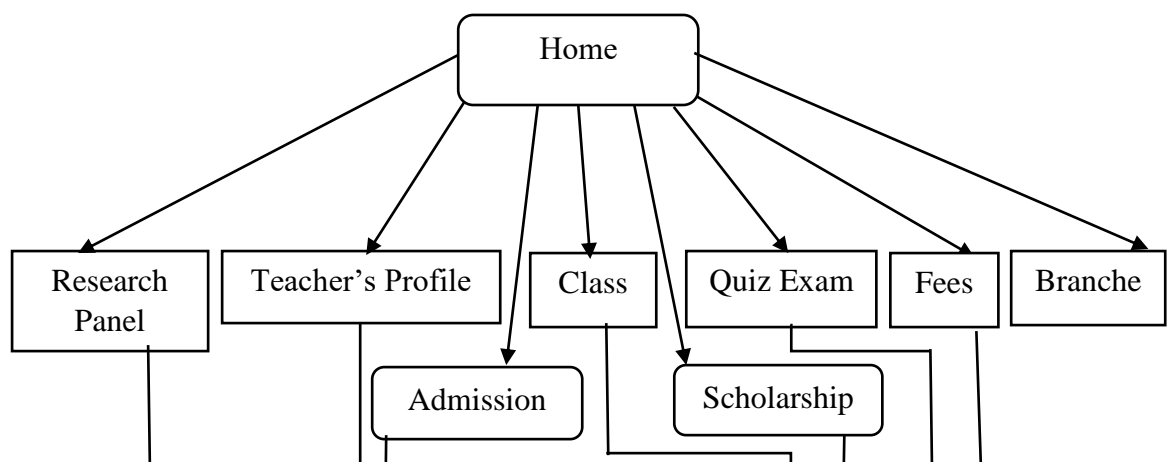 Home
Research
Panel
Teacher’s Profile
Class
Quiz Exam
Fees
Branche
Admission
Scholarship